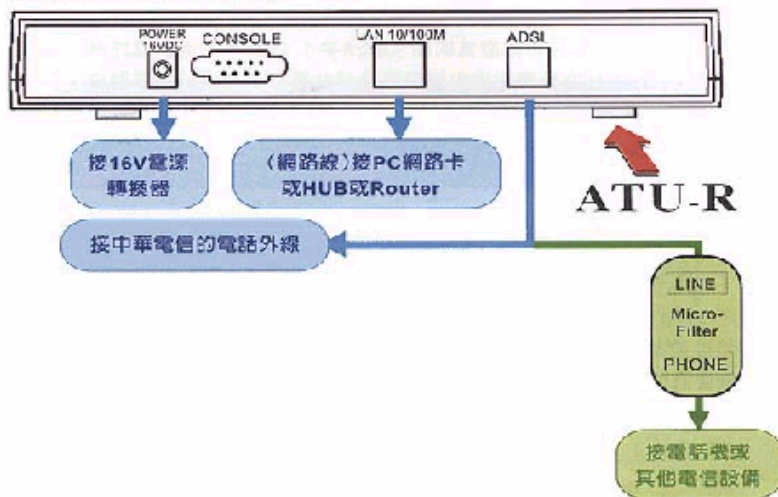 POWER
16VDC
CONSOLE
LAN 10/100M
ADSL
接16V電源
轉換器
(網路線)接PC網路卡
或HUB或Router
ATU-R
接中華電信的電話外線
LINE
Micro-
Filter
PHONE
接電話機或
其他電信設備